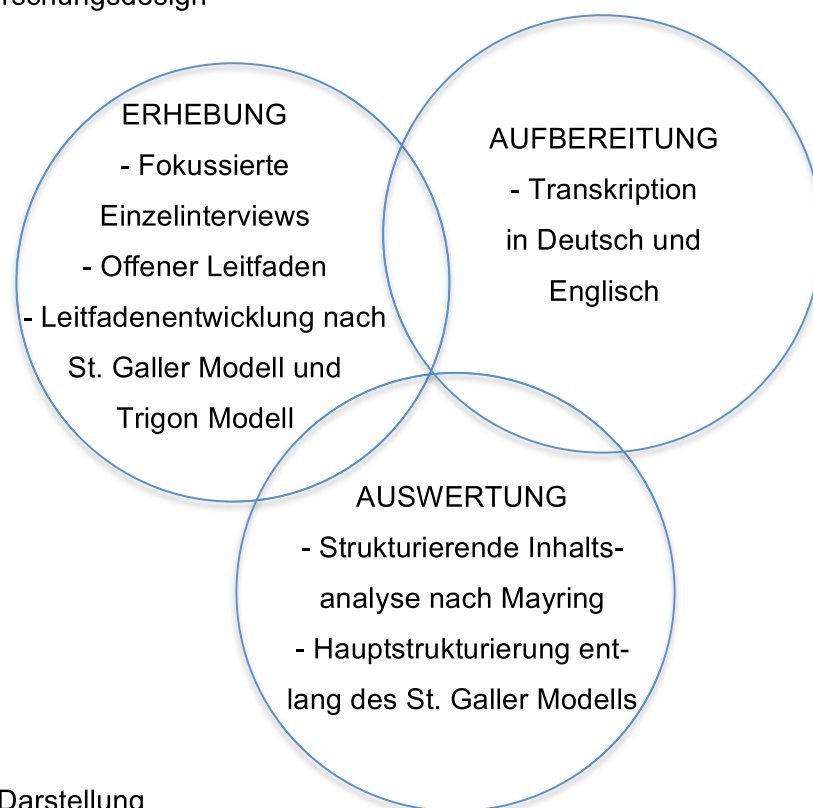 ERHEBUNG
- Fokussierte
Einzelinterviews
- Offener Leitfaden
- Leitfadenentwicklung nach
St. Galler Modell und
Trigon Modell
AUFBEREITUNG
- Transkription
in Deutsch und
Englisch
AUSWERTUNG
- Strukturierende Inhalts-
analyse nach Mayring
- Hauptstrukturierung ent-
lang des St. Galler Modells
Darstellung